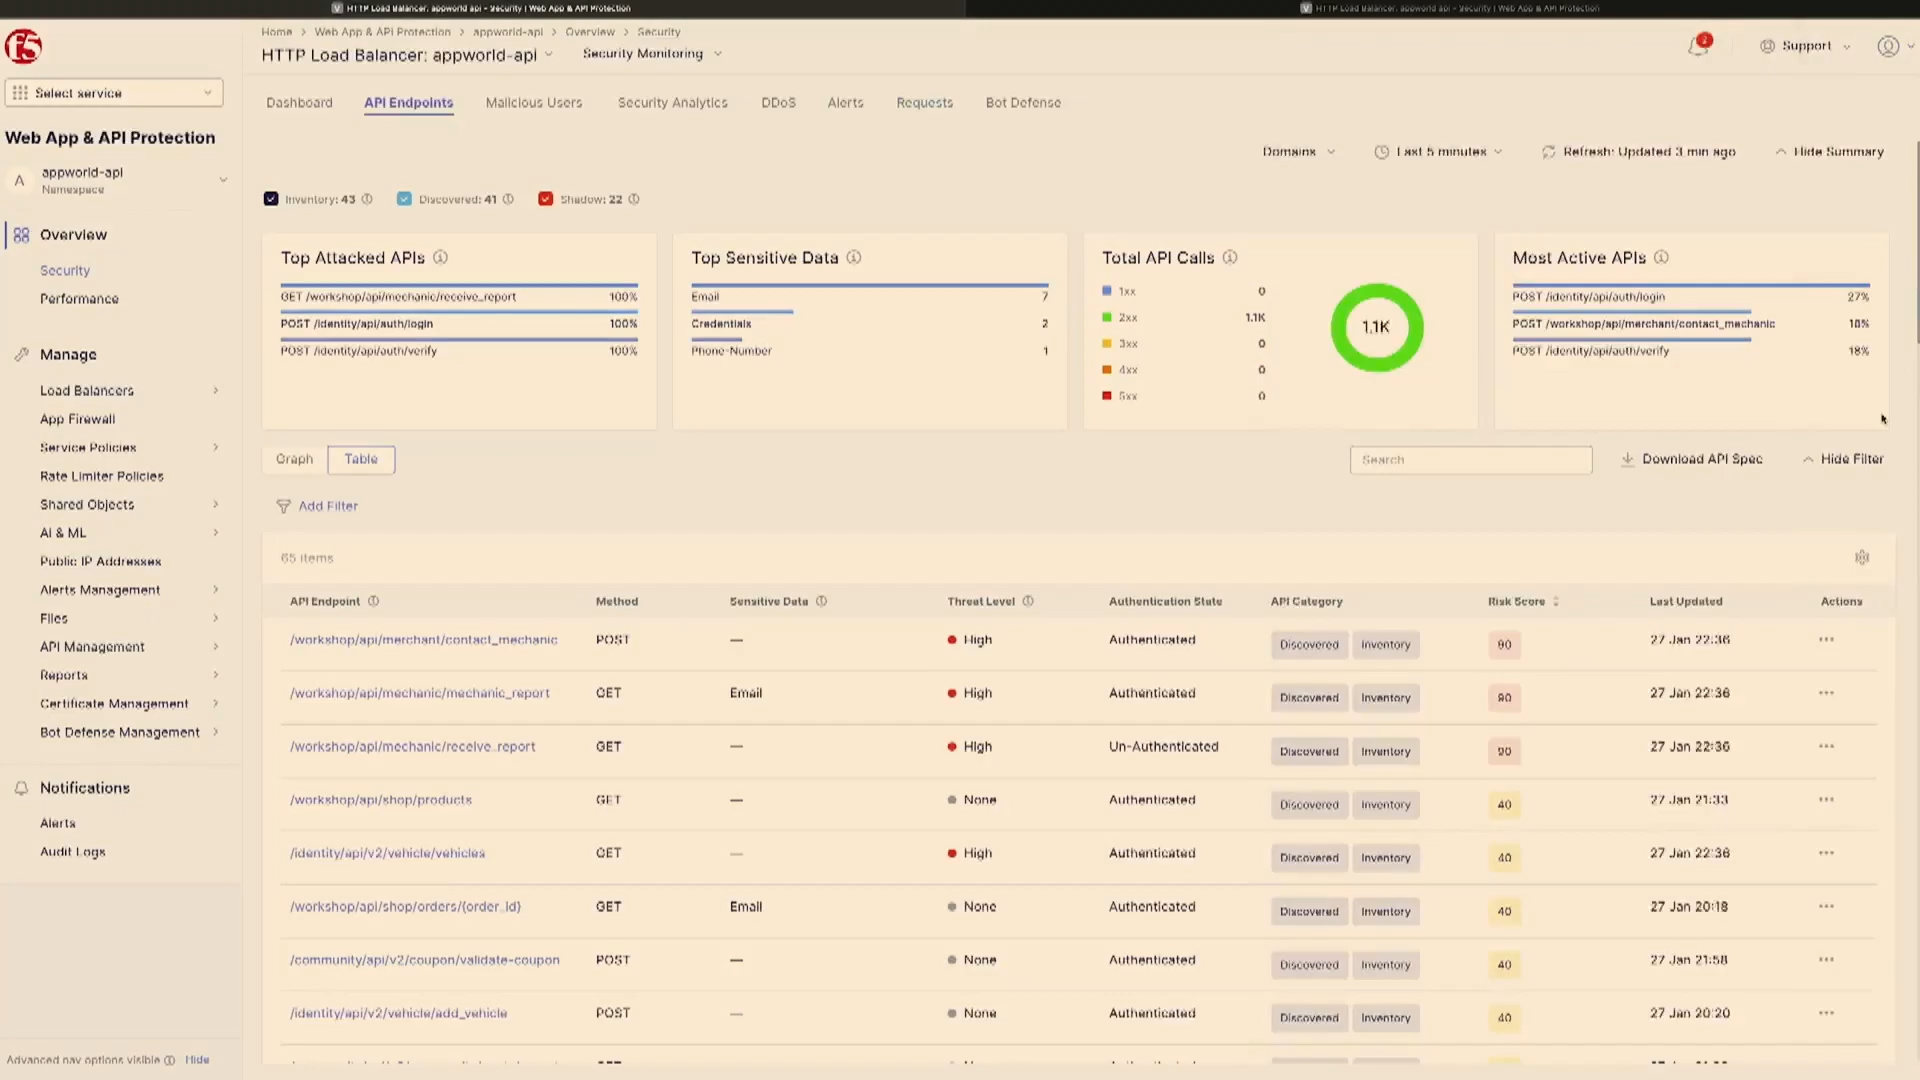 HTTP Load Balancer: appworld api - Security | Web App & API Protection
HTTP Load Balancer: appworld api - Security | Web App & API Protection
f5
Select service
Web App & API Protection
A
appworld-api
Namespace
Overview
Security
Performance
Manage
Load Balancers
App Firewall
Service Policies
Rate Limiter Policies
Shared Objects
AI & ML
Public IP Addresses
Alerts Management
Files
API Management
Reports
Certificate Management
Bot Defense Management
Notifications
Alerts
Audit Logs
Advanced nav options visible Hide
Home > Web App & API Protection > appworld-api > Overview > Security
HTTP Load Balancer: appworld-api Security Monitoring
Support
Dashboard API Endpoints Malicious Users Security Analytics DDoS Alerts Requests Bot Defense
Domains Last 5 minutes Refresh: Updated 3 min ago Hide Summary
Inventory: 43 Discovered: 41 Shadow: 22
Top Attacked APIs
GET /workshop/api/mechanic/receive_report 100%
POST /identity/api/auth/login 100%
POST /identity/api/auth/verify 100%
Top Sensitive Data
Email 7
Credentials 2
Phone-Number 1
Total API Calls
1xx 0
2xx 1.1K
3xx 0
4xx 0
5xx 0
1.1K
Most Active APIs
POST /identity/api/auth/login 27%
POST /workshop/api/merchant/contact_mechanic 18%
POST /identity/api/auth/verify 18%
Graph Table
Search
Download API Spec
Hide Filter
Add Filter
65 items
API Endpoint Method Sensitive Data Threat Level Authentication State API Category Risk Score Last Updated Actions
/workshop/api/merchant/contact_mechanic POST — High Authenticated Discovered Inventory 90 27 Jan 22:36 ...
/workshop/api/mechanic/mechanic_report GET Email High Authenticated Discovered Inventory 90 27 Jan 22:36 ...
/workshop/api/mechanic/receive_report GET — High Un-Authenticated Discovered Inventory 90 27 Jan 22:36 ...
/workshop/api/shop/products GET — None Authenticated Discovered Inventory 40 27 Jan 21:33 ...
/identity/api/v2/vehicle/vehicles GET — High Authenticated Discovered Inventory 40 27 Jan 22:36 ...
/workshop/api/shop/orders/{order_id} GET Email None Authenticated Discovered Inventory 40 27 Jan 20:18 ...
/community/api/v2/coupon/validate-coupon POST — None Authenticated Discovered Inventory 40 27 Jan 21:58 ...
/identity/api/v2/vehicle/add_vehicle POST — None Authenticated Discovered Inventory 40 27 Jan 20:20 ...